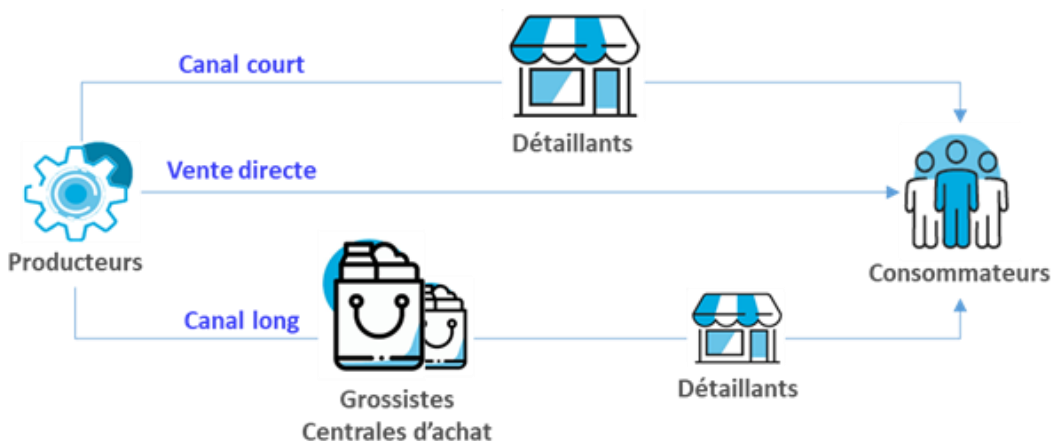 Canal court
Détaillants
Vente directe
Producteurs
Consommateurs
Canal long
Détaillants
Grossistes
Centrales d'achat